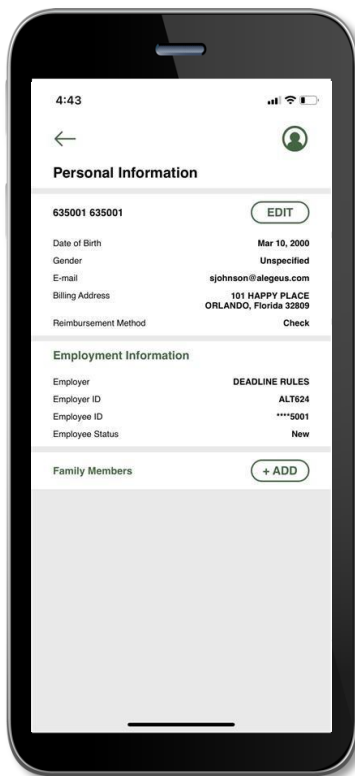 4:43
Personal Information
635001 635001 EDIT
Date of Birth Mar 10, 2000
Gender Unspecified
E-mail sjohnson@alegeus.com
Billing Address 101 HAPPY PLACE
ORLANDO, Florida 32809
Reimbursement Method Check
Employment Information
Employer DEADLINE RULES
Employer ID ALT624
Employee ID ****5001
Employee Status New
Family Members + ADD